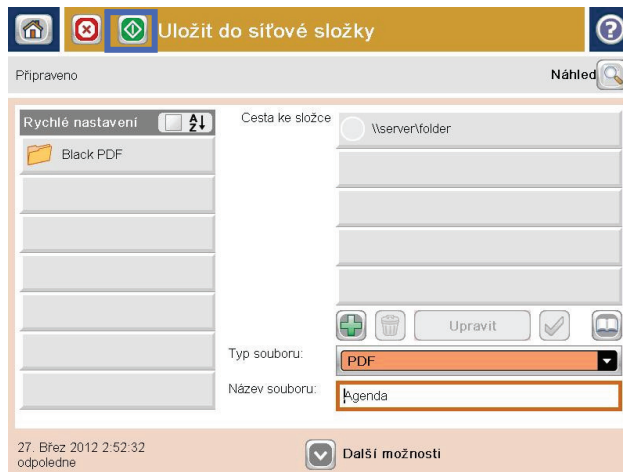 Uložit do síťové složky
Připraveno
Náhled
Rychlé nastavení
Cesta ke složce
\\server\folder
Black PDF
Upravit
Typ souboru:
PDF
Název souboru:
Agenda
27. Břez 2012 2:52:32
odpoledne
Další možnosti